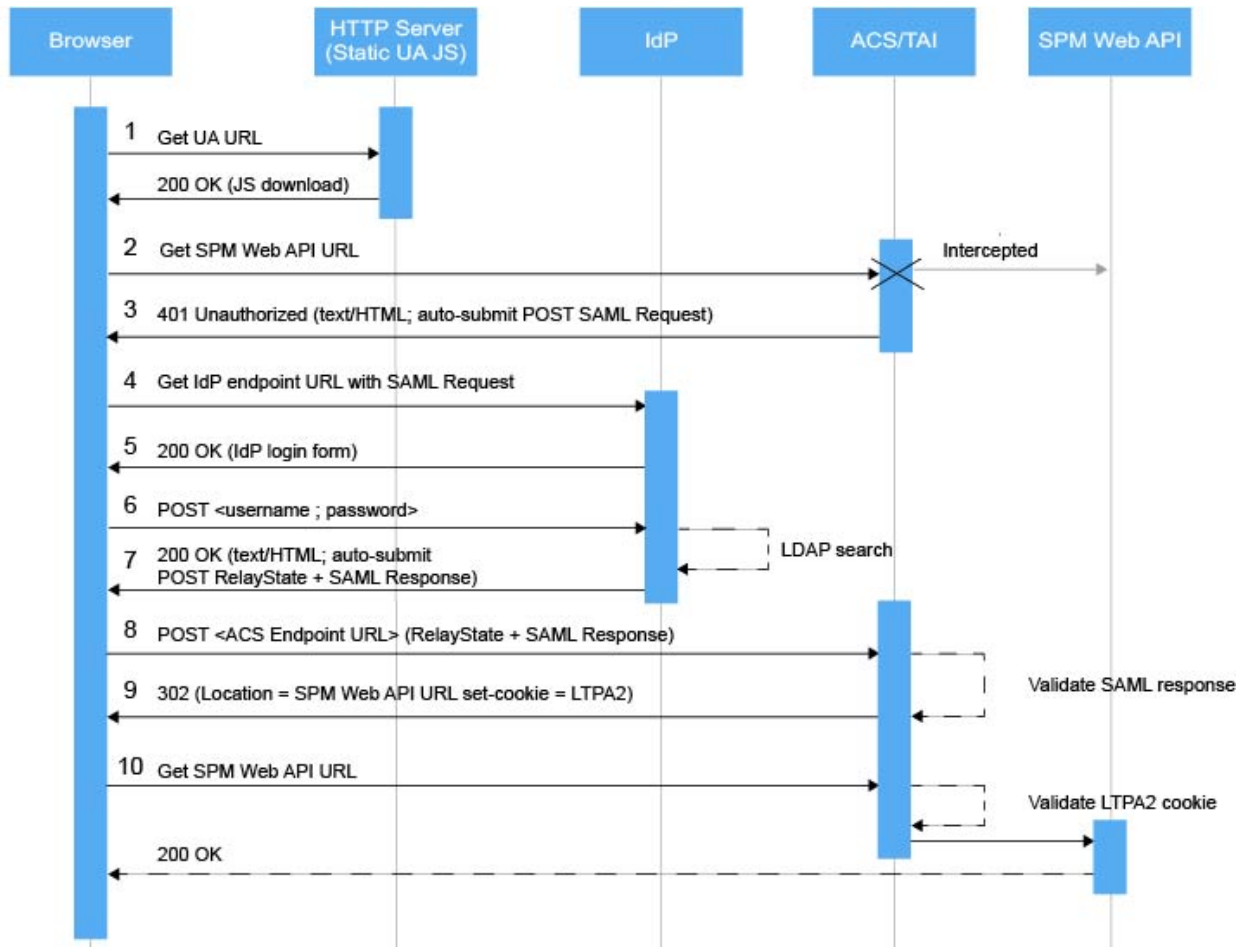 Browser
HTTP Server
(Static UA JS)
IdP
ACS/TAI
SPM Web API
1 Get UA URL
200 OK (JS download)
2 Get SPM Web API URL
Intercepted
3 401 Unauthorized (text/HTML; auto-submit POST SAML Request)
4 Get IdP endpoint URL with SAML Request
5 200 OK (IdP login form)
6 POST <username ; password>
LDAP search
7 200 OK (text/HTML; auto-submit
POST RelayState + SAML Response)
8 POST <ACS Endpoint URL> (RelayState + SAML Response)
Validate SAML response
9 302 (Location = SPM Web API URL set-cookie = LTPA2)
10 Get SPM Web API URL
Validate LTPA2 cookie
200 OK